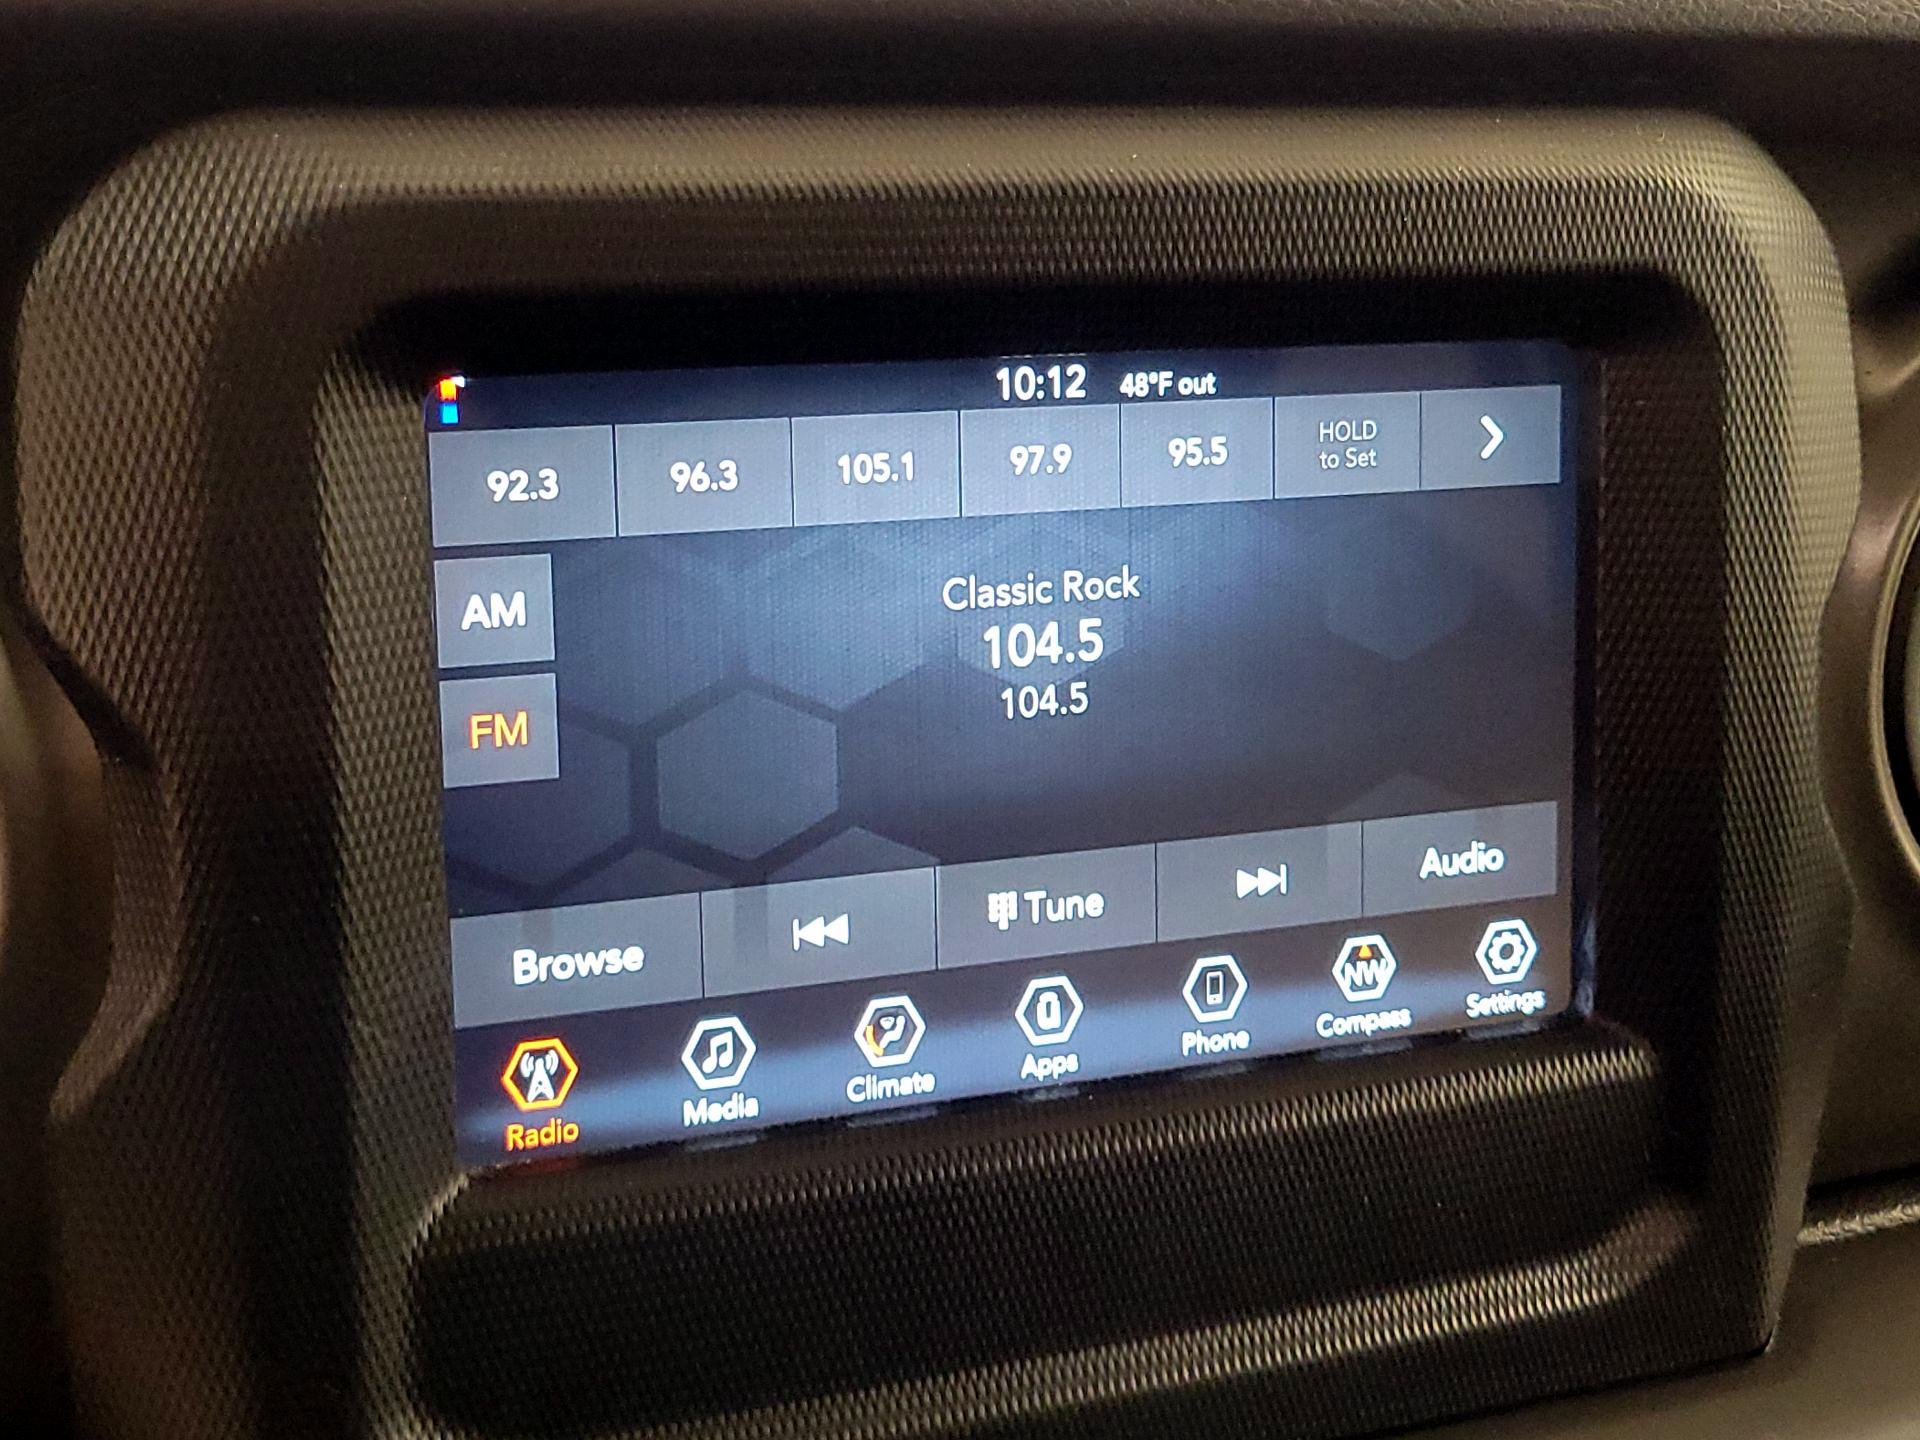 10:12 48°F out
92.3 96.3 105.1 97.9 95.5 HOLD
to Set
AM
FM
Classic Rock
104.5
104.5
Browse Tune Audio
Radio Media Climate Apps Phone NW Compass Settings